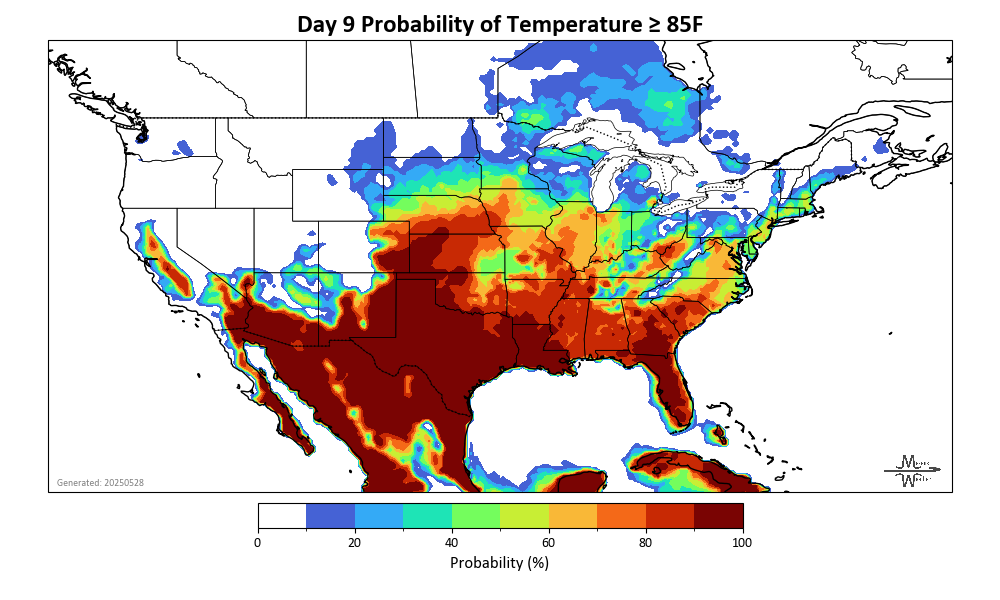 Day 9 Probability of Temperature ≥ 85F
Generated: 20250528
0 20 40 60 80 100
Probability (%)